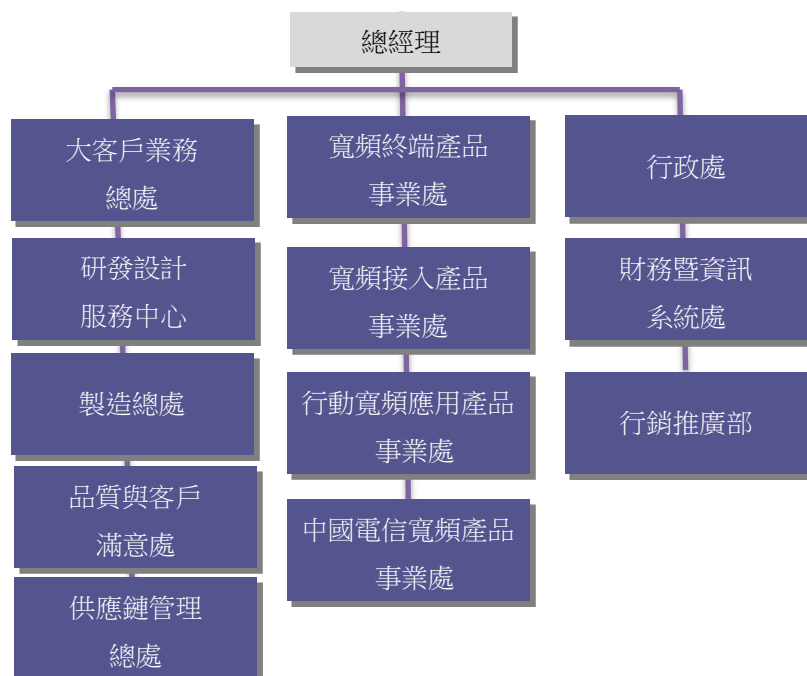 總經理
大客戶業務
總處
研發設計
服務中心
製造總處
品質與客戶
滿意處
供應鏈管理
總處
寬頻終端產品
事業處
寬頻接入產品
事業處
行動寬頻應用產品
事業處
中國電信寬頻產品
事業處
行政處
財務暨資訊
系統處
行銷推廣部